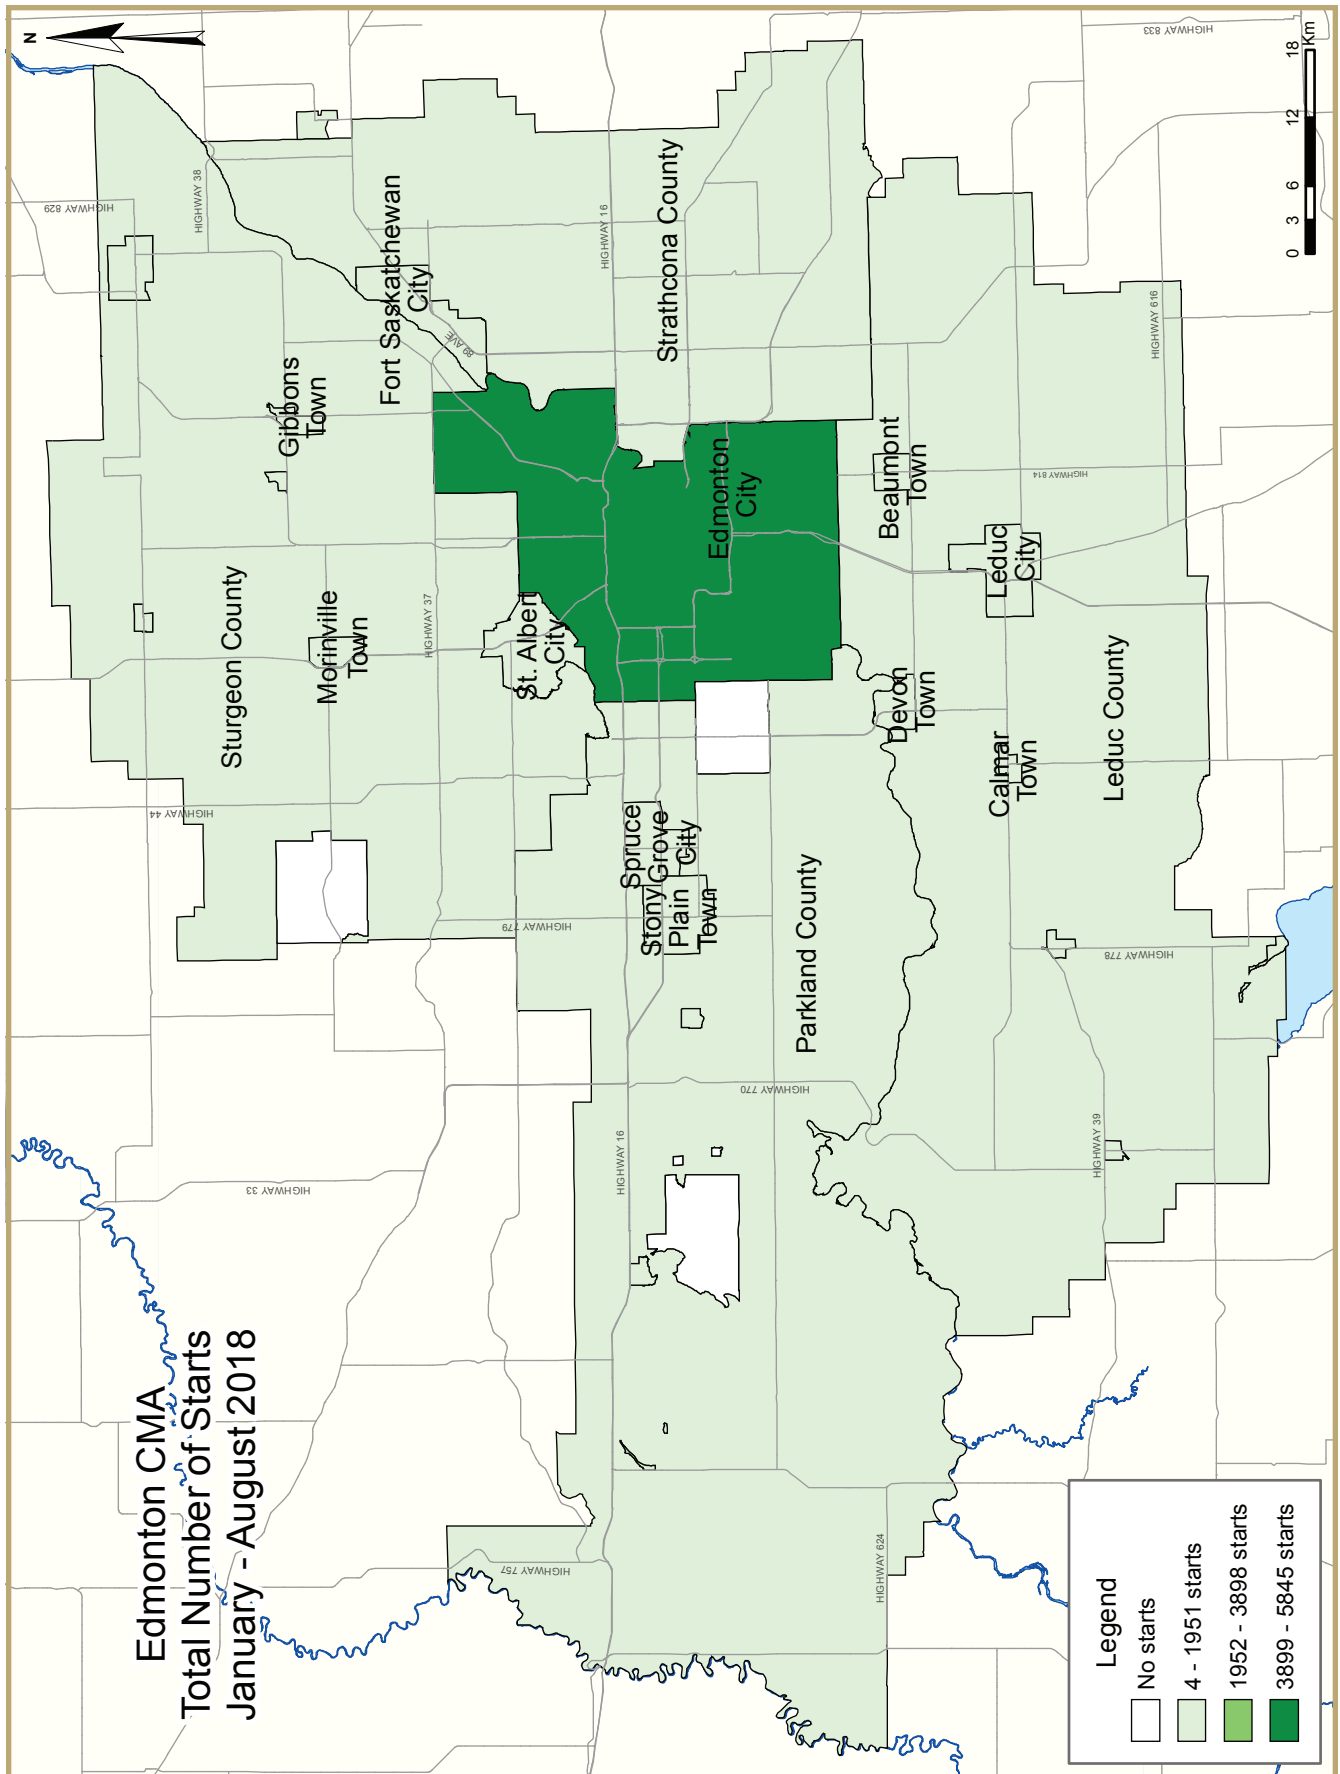 Edmonton CMA
Total Number of Starts
January - August 2018
N
HIGHWAY 757
HIGHWAY 33
HIGHWAY 44
HIGHWAY 829
HIGHWAY 38
Sturgeon County
Gibbons
Town
Morinville
Town
Fort Saskatchewan
City
HIGHWAY 37
89 AVE
HIGHWAY 779
St. Albert
City
HIGHWAY 16
HIGHWAY 16
Spruce
Grove
City
Stony
Plain
Town
Edmonton
City
Strathcona County
HIGHWAY 770
Parkland County
HIGHWAY 624
Devon
Town
Beaumont
Town
Calmar
Town
Leduc
City
HIGHWAY 814
HIGHWAY 39
HIGHWAY 778
Leduc County
HIGHWAY 616
HIGHWAY 833
Legend
No starts
4 - 1951 starts
1952 - 3898 starts
3899 - 5845 starts
0 3 6 12 18
Km